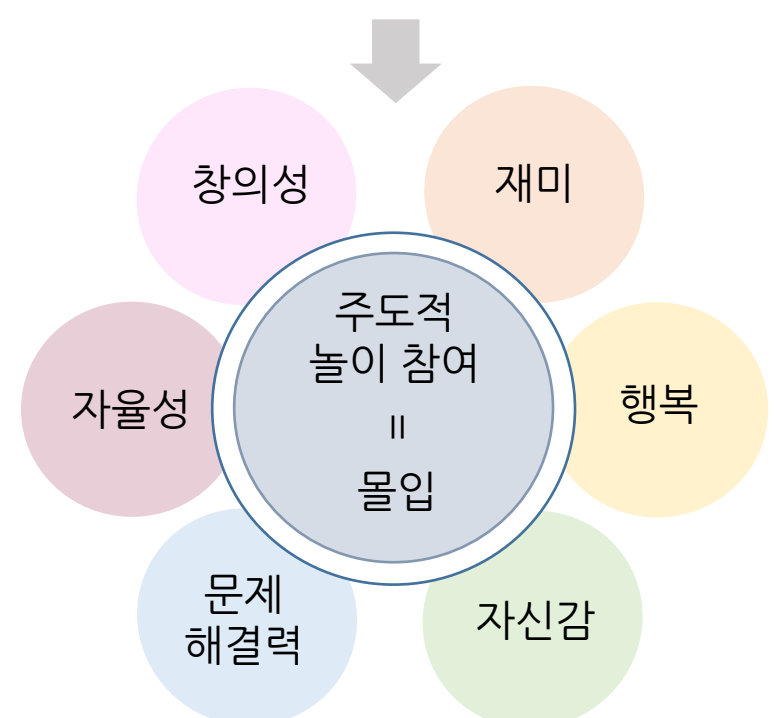 창의성
재미
주도적
놀이 참여
=
몰입
자율성
행복
문제
해결력
자신감